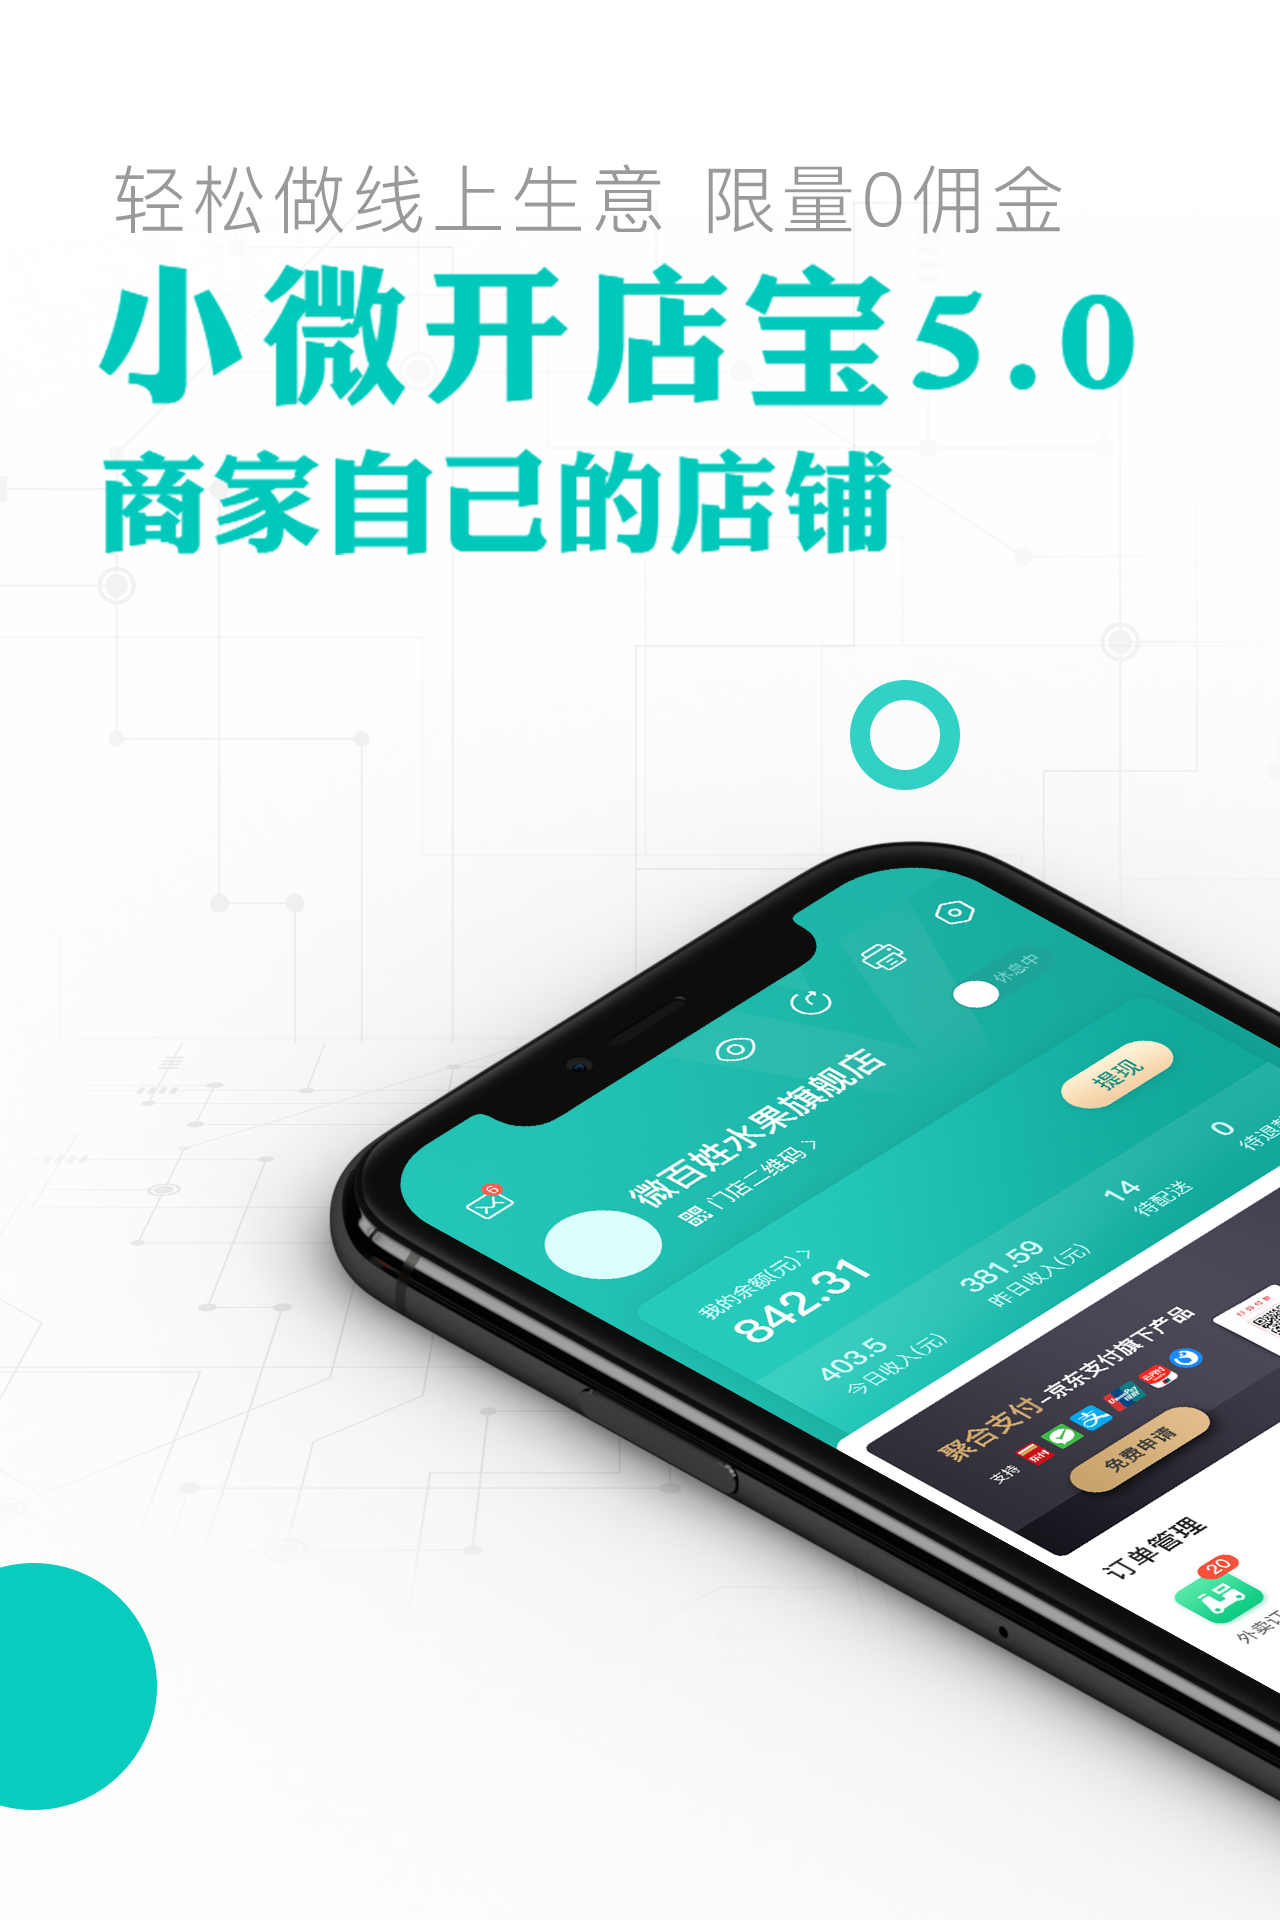 轻松做线上生意 限量0佣金
小微开店宝5.0
商家自己的店铺
休息中
6
微百姓水果旗舰店
门店二维码 >
提现
我的余额(元) >
842.31
403.5
今日收入(元)
381.59
昨日收入(元)
14
待配送
0
待退
聚合支付-京东支付旗下产品
支持
免费申请
订单管理
20
外卖订